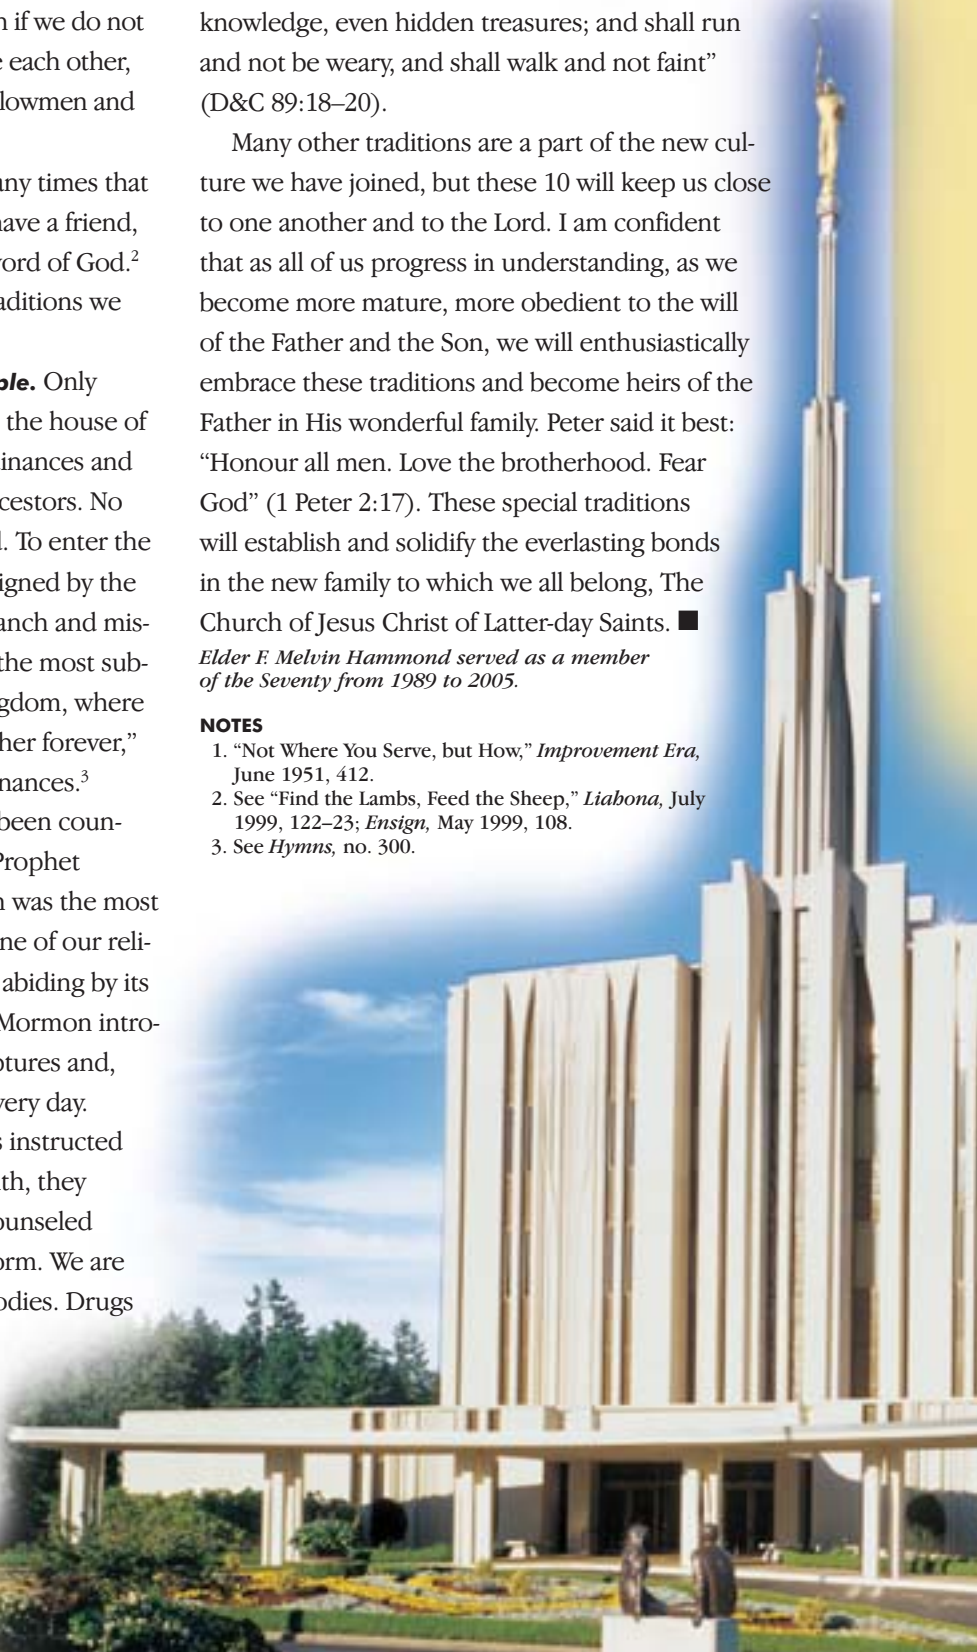 n if we do not
e each other,
lowmen and
any times that
have a friend,
word of God.2
aditions we
ple. Only
the house of
inances and
cestors. No
l. To enter the
igned by the
anch and mis-
the most sub-
gdom, where
her forever,”
nances.3
been coun-
Prophet
n was the most
ne of our reli-
abiding by its
Mormon intro-
ptures and,
very day.
s instructed
lth, they
ounseled
orm. We are
odies. Drugs
knowledge, even hidden treasures; and shall run
and not be weary, and shall walk and not faint”
(D&C 89:18–20).
Many other traditions are a part of the new cul-
ture we have joined, but these 10 will keep us close
to one another and to the Lord. I am confident
that as all of us progress in understanding, as we
become more mature, more obedient to the will
of the Father and the Son, we will enthusiastically
embrace these traditions and become heirs of the
Father in His wonderful family. Peter said it best:
“Honour all men. Love the brotherhood. Fear
God” (1 Peter 2:17). These special traditions
will establish and solidify the everlasting bonds
in the new family to which we all belong, The
Church of Jesus Christ of Latter-day Saints. ■
Elder F. Melvin Hammond served as a member
of the Seventy from 1989 to 2005.
NOTES
1. “Not Where You Serve, but How,” Improvement Era,
June 1951, 412.
2. See “Find the Lambs, Feed the Sheep,” Liahona, July
1999, 122–23; Ensign, May 1999, 108.
3. See Hymns, no. 300.